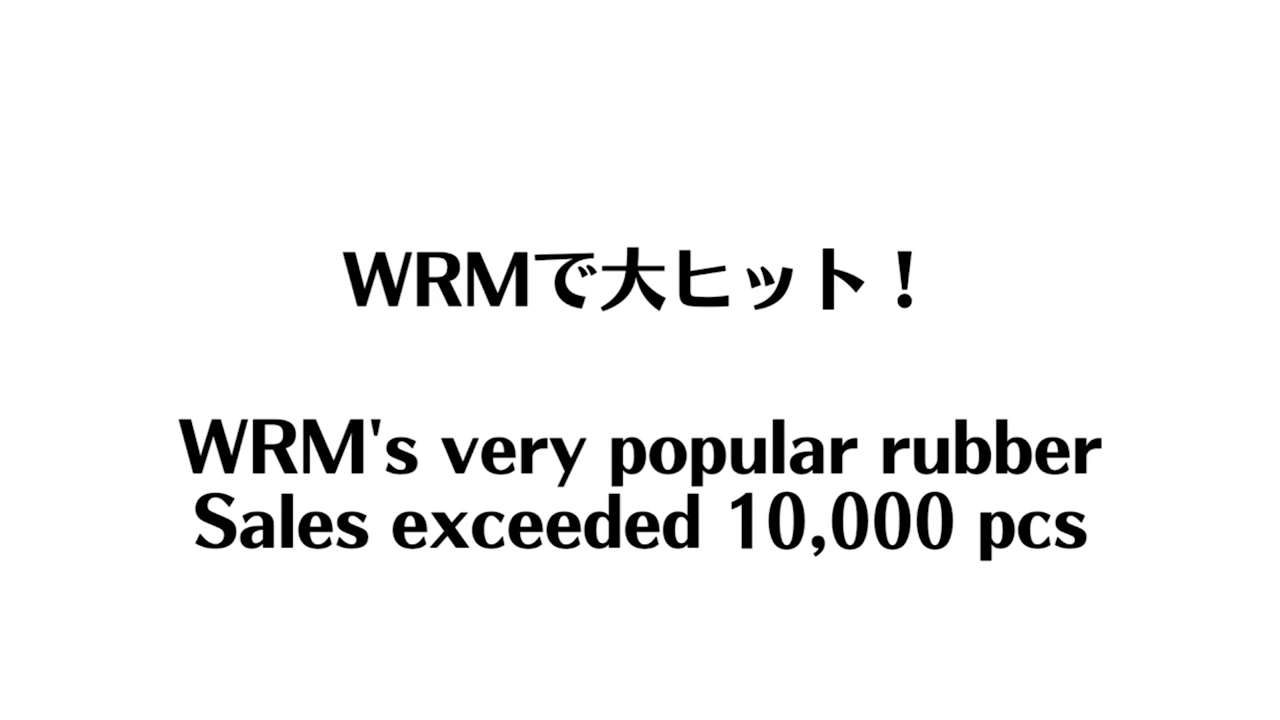 WRMで大ヒット！
WRM's very popular rubber
Sales exceeded 10,000 pcs